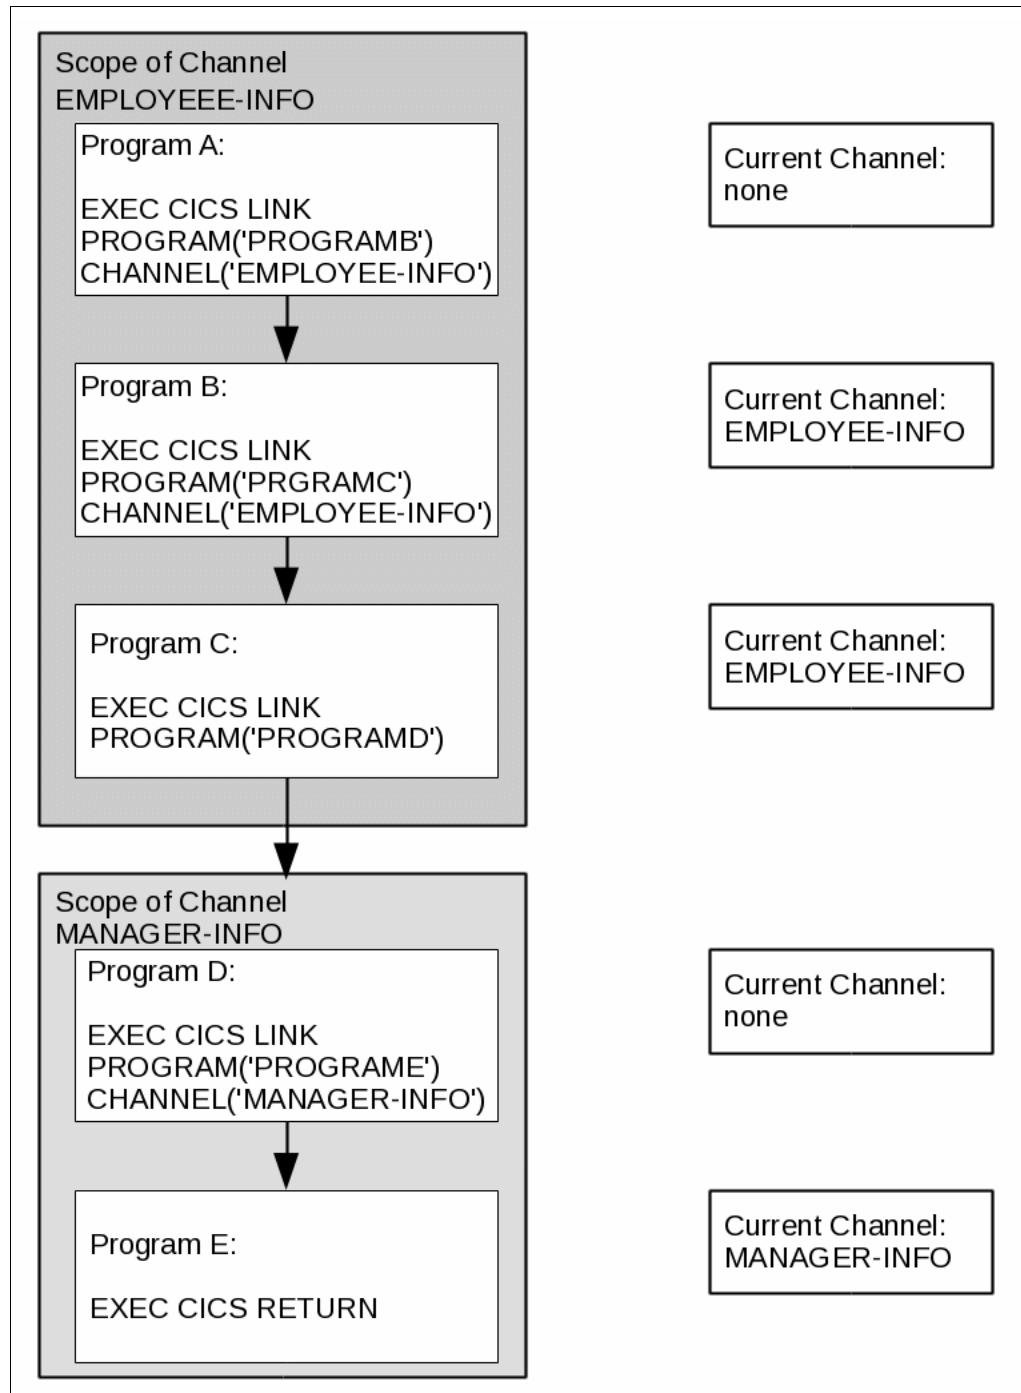 Scope of Channel
EMPLOYEEE-INFO
Program A:
EXEC CICS LINK
PROGRAM('PROGRAMB')
CHANNEL('EMPLOYEE-INFO')
Current Channel:
none
Program B:
EXEC CICS LINK
PROGRAM('PRGRAMC')
CHANNEL('EMPLOYEE-INFO')
Current Channel:
EMPLOYEE-INFO
Program C:
EXEC CICS LINK
PROGRAM('PROGRAMD')
Current Channel:
EMPLOYEE-INFO
Scope of Channel
MANAGER-INFO
Program D:
EXEC CICS LINK
PROGRAM('PROGRAME')
CHANNEL('MANAGER-INFO')
Current Channel:
none
Program E:
EXEC CICS RETURN
Current Channel:
MANAGER-INFO